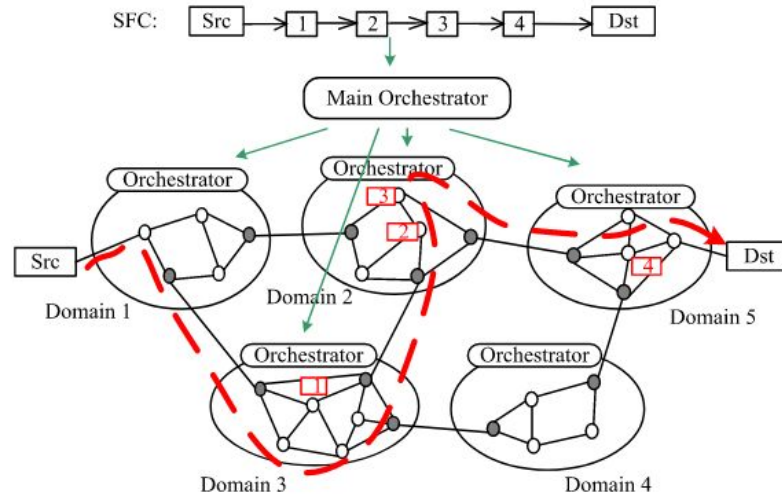 SFC: Src 1 2 3 4 Dst
Main Orchestrator
Orchestrator
Orchestrator
Orchestrator
3
2
4
Src
Dst
Domain 1
Domain 2
Domain 5
Orchestrator
Orchestrator
1
Domain 3
Domain 4